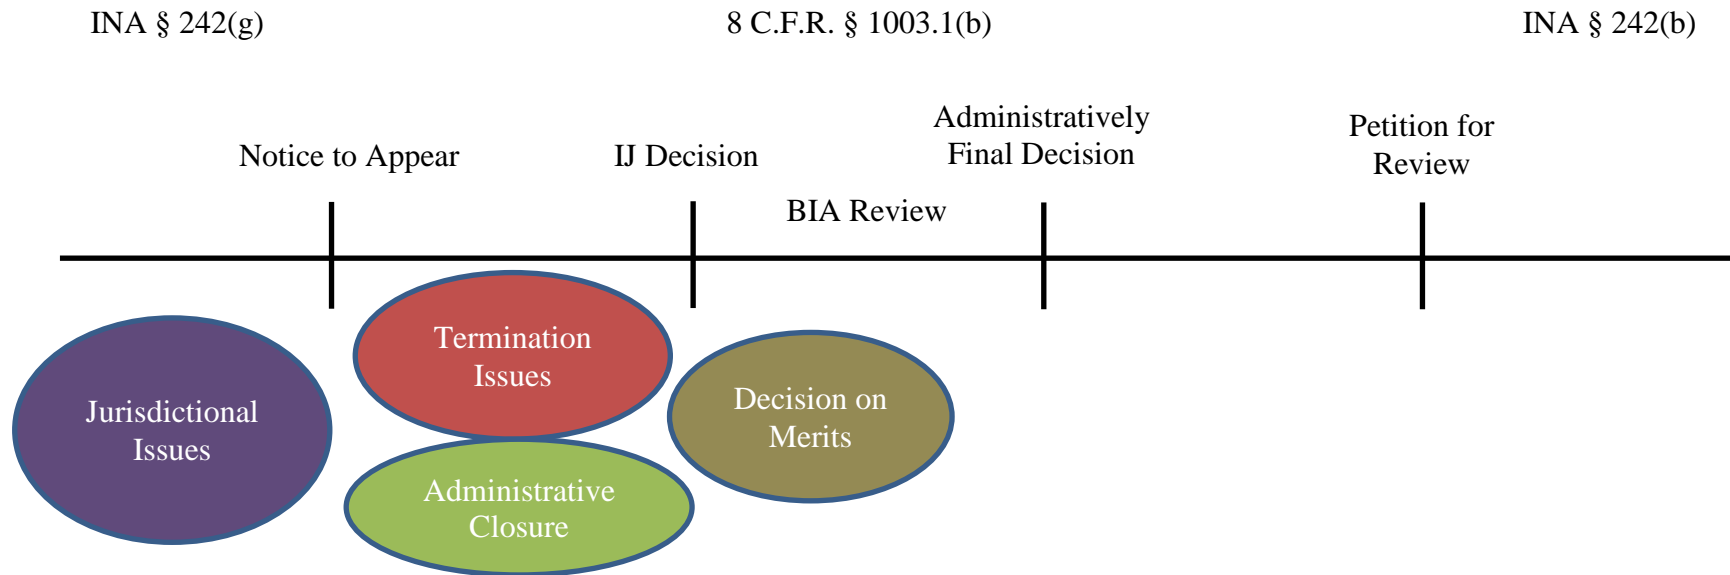 INA § 242(g)
8 C.F.R. § 1003.1(b)
INA § 242(b)
Notice to Appear
IJ Decision
Administratively
Final Decision
Petition for
Review
BIA Review
Jurisdictional
Issues
Termination
Issues
Administrative
Closure
Decision on
Merits